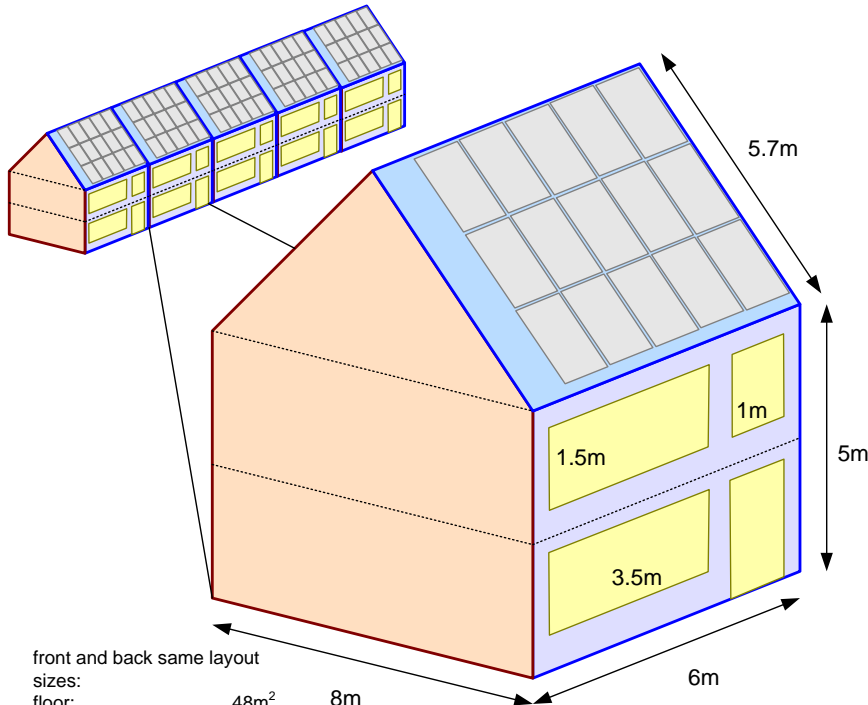 5.7m
1m
1.5m
5m
3.5m
6m
8m
front and back same layout
sizes:
floor: 48m²